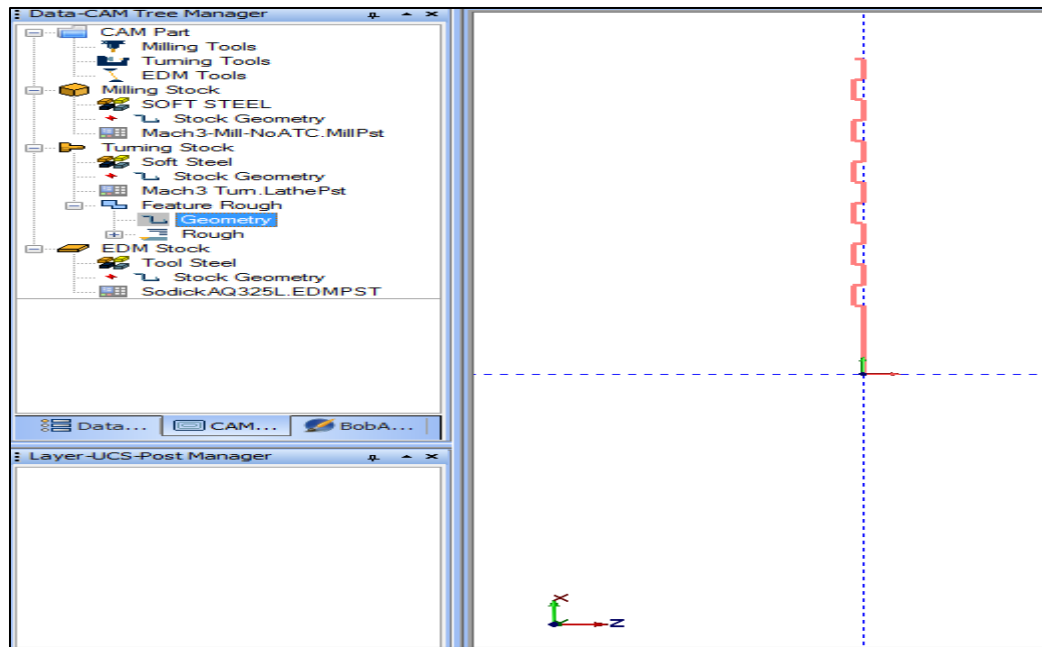 Data-CAM Tree Manager
CAM Part
Milling Tools
Turning Tools
EDM Tools
Milling Stock
SOFT STEEL
Stock Geometry
Mach3-Mill-NoATC.MillPst
Turning Stock
Soft Steel
Stock Geometry
Mach3 Turn.LathePst
Feature Rough
Geometry
Rough
EDM Stock
Tool Steel
Stock Geometry
SodickAQ325L.EDMPST
Data... CAM... BobA...
Layer-UCS-Post Manager
X
Z